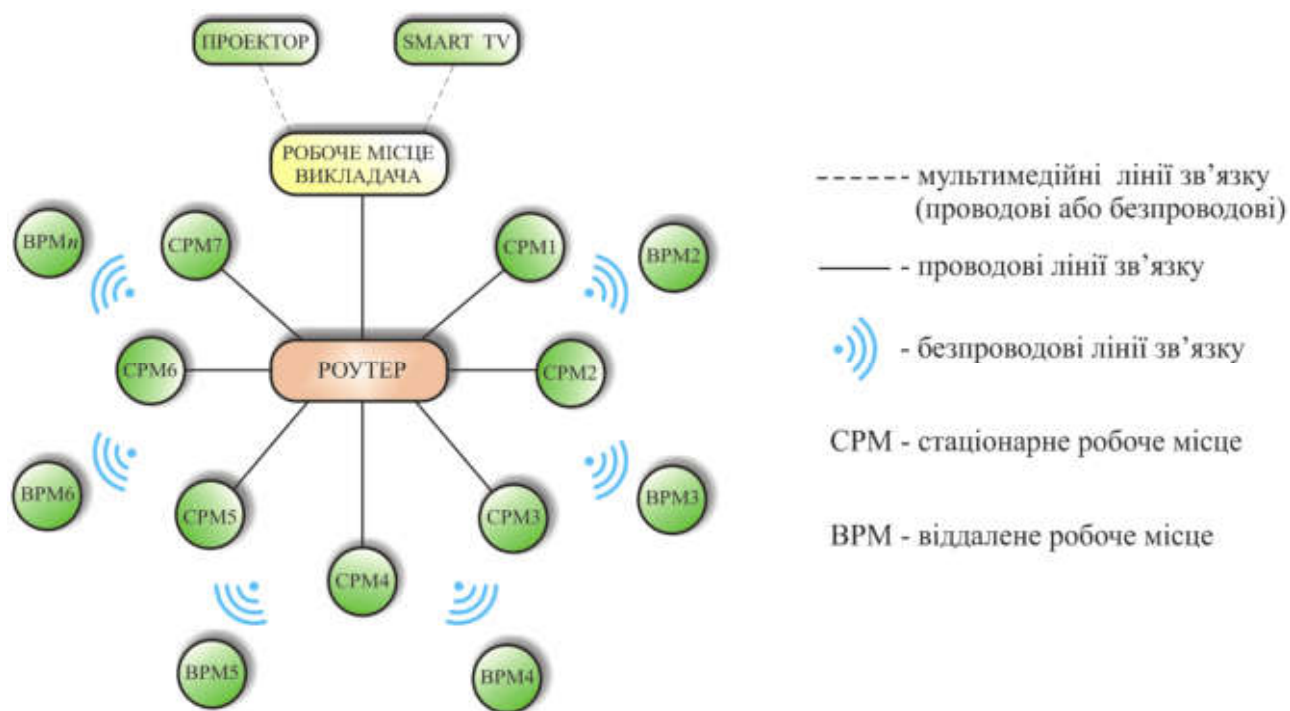 ПРОЕКТОР
SMART TV
РОБОЧЕ МІСЦЕ
ВИКЛАДАЧА
ВРМn
СРМ7
СРМ1
ВРМ2
СРМ6
РОУТЕР
СРМ2
ВРМ6
СРМ5
СРМ3
ВРМ3
СРМ4
ВРМ5
ВРМ4
- мультимедійні лінії зв’язку
(проводові або безпроводові)
- проводові лінії зв’язку
- безпроводові лінії зв’язку
СРМ - стаціонарне робоче місце
ВРМ - віддалене робоче місце